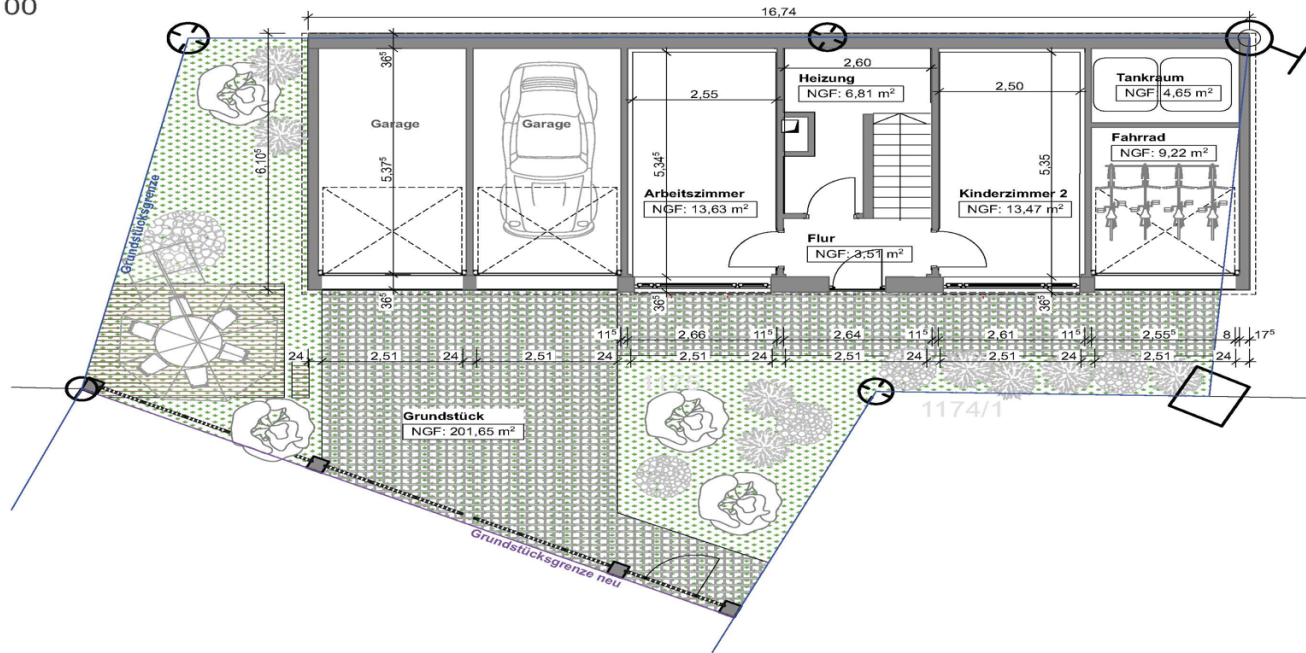 00
16,74
36⁵
2,60
Heizung
NGF: 6,81 m²
Tankraum
NGF: 4,65 m²
2,55
2,50
Garage
Garage
Fahrrad
NGF: 9,22 m²
6,10⁵
5,37⁵
5,34⁵
5,35
Grundstücksgrenze
Arbeitszimmer
NGF: 13,63 m²
Kinderzimmer 2
NGF: 13,47 m²
Flur
NGF: 3,51 m²
36⁵
36⁵
36⁵
11⁵ 2,66 11⁵ 2,64 11⁵ 2,61 11⁵ 2,55⁵ 8 17⁵
24 2,51 24 2,51 24 2,51 24 2,51 24 2,51 24 2,51 24
1174/1
Grundstück
NGF: 201,65 m²
Grundstücksgrenze neu